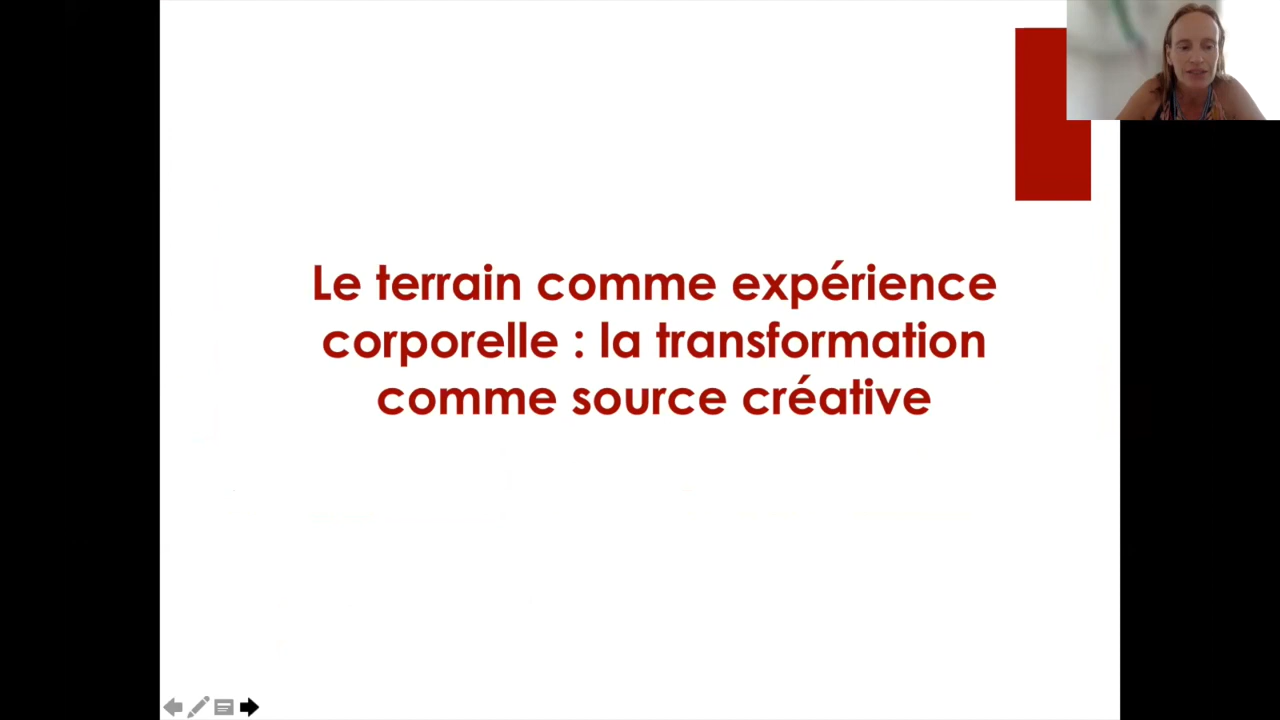 Le terrain comme expérience
corporelle : la transformation
comme source créative